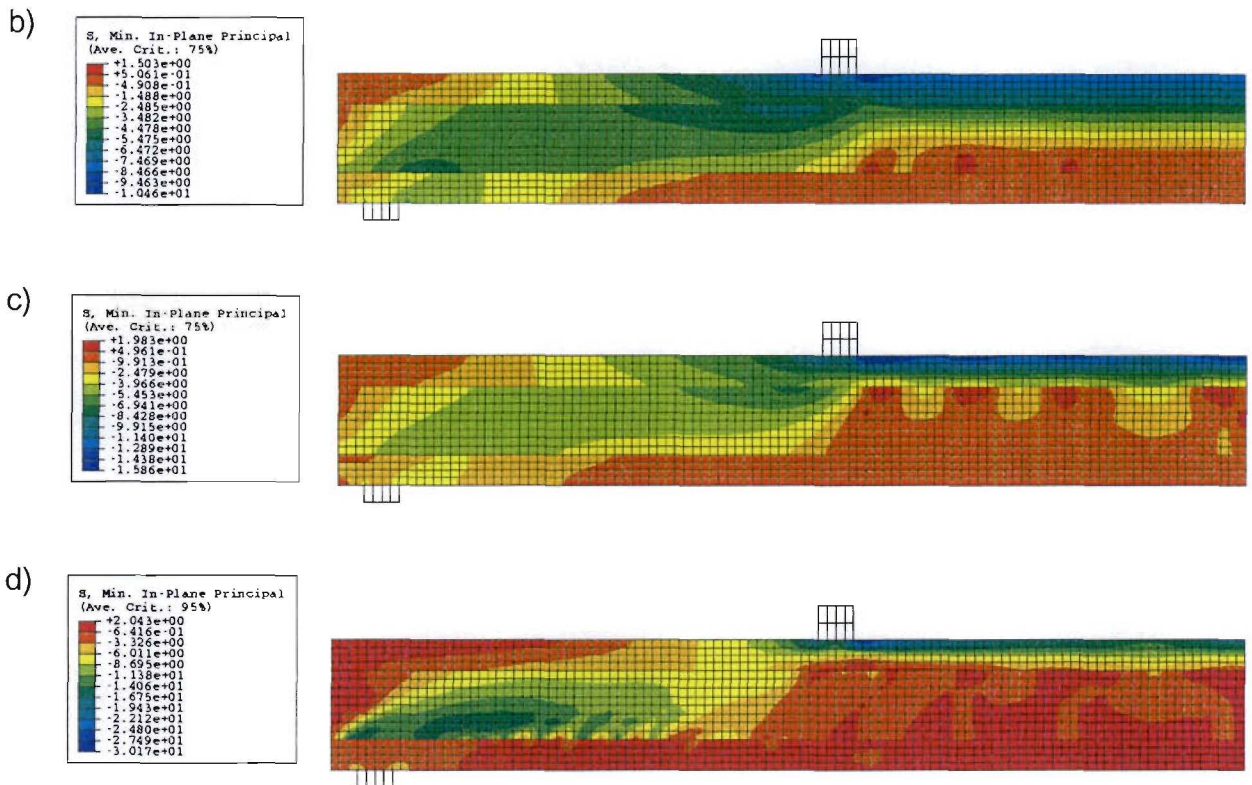 b)
S, Min. In-Plane Principal
(Ave. Crit.: 75%)
+1.503e+00
+5.061e-01
-4.908e-01
-1.488e+00
-2.485e+00
-3.482e+00
-4.478e+00
-5.475e+00
-6.472e+00
-7.469e+00
-8.466e+00
-9.463e+00
-1.046e+01
c)
S, Min. In-Plane Principal
(Ave. Crit.: 75%)
+1.983e+00
+4.961e-01
-9.913e-01
-2.479e+00
-3.966e+00
-5.453e+00
-6.941e+00
-8.428e+00
-9.915e+00
-1.140e+01
-1.289e+01
-1.438e+01
-1.586e+01
d)
S, Min. In-Plane Principal
(Ave. Crit.: 95%)
+2.043e+00
-6.416e-01
-3.326e+00
-6.011e+00
-8.695e+00
-1.138e+01
-1.406e+01
-1.675e+01
-1.943e+01
-2.212e+01
-2.480e+01
-2.749e+01
-3.017e+01